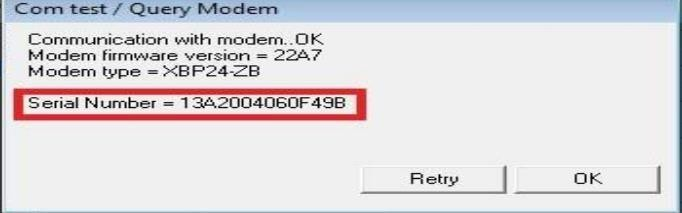 Com test / Query Modem
Communication with modem..OK
Modem firmware version = 22A7
Modem type = XBP24-ZB
Serial Number = 13A2004060F49B
Retry
OK